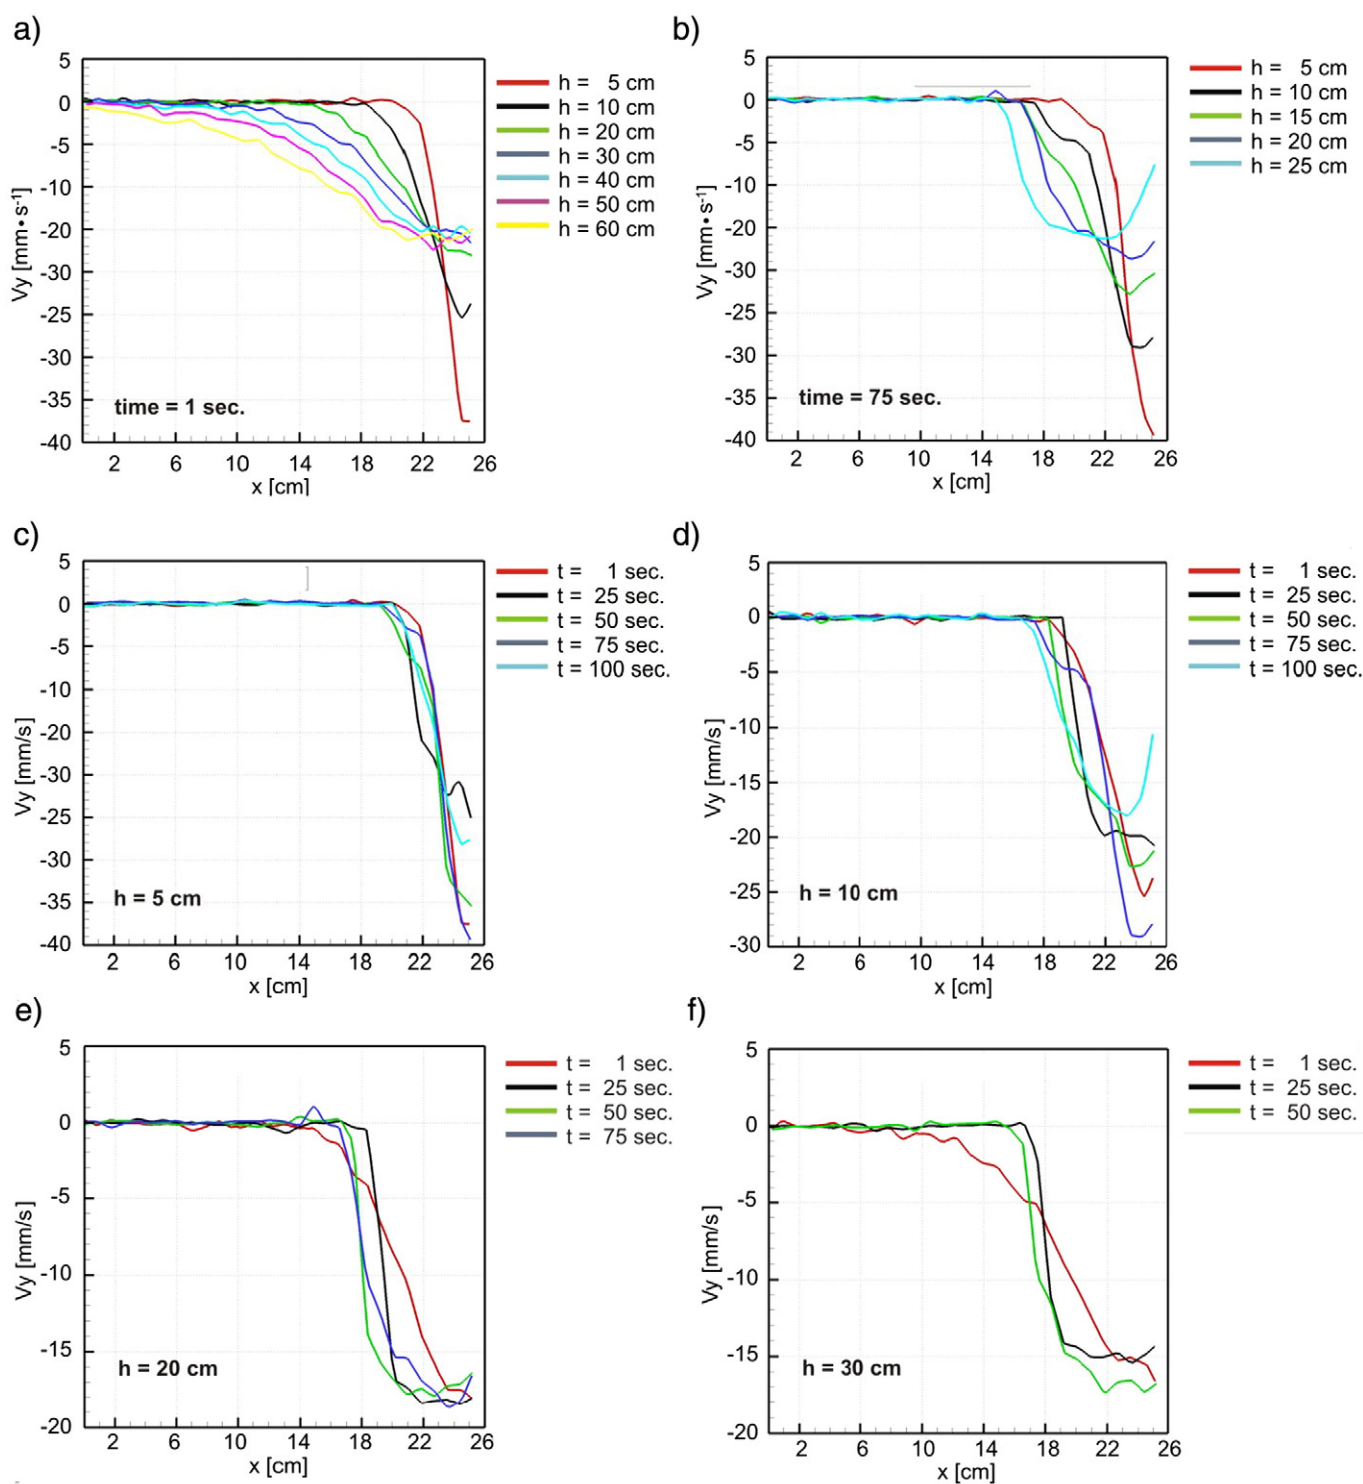 a)
5
0
-5
-10
-20
-20
-30
-30
-35
-40
Vy [mm•s⁻¹]
time = 1 sec.
2 6 10 14 18 22 26
x [cm]
h = 5 cm
h = 10 cm
h = 20 cm
h = 30 cm
h = 40 cm
h = 50 cm
h = 60 cm
b)
5
0
-5
-10
-15
-20
-30
-25
-30
-35
-40
Vy [mm•s⁻¹]
time = 75 sec.
2 6 10 14 18 22 26
x [cm]
h = 5 cm
h = 10 cm
h = 15 cm
h = 20 cm
h = 25 cm
c)
5
0
-5
-10
-20
-30
-25
-30
-35
-40
Vy [mm/s]
h = 5 cm
2 6 10 14 18 22 26
x [cm]
t = 1 sec.
t = 25 sec.
t = 50 sec.
t = 75 sec.
t = 100 sec.
d)
5
0
-5
-10
-15
-20
-25
-30
Vy [mm/s]
h = 10 cm
2 6 10 14 18 22 26
x [cm]
t = 1 sec.
t = 25 sec.
t = 50 sec.
t = 75 sec.
t = 100 sec.
e)
5
0
-5
-10
-15
-20
Vy [mm/s]
h = 20 cm
2 6 10 14 18 22 26
x [cm]
t = 1 sec.
t = 25 sec.
t = 50 sec.
t = 75 sec.
f)
5
0
-5
-10
-15
-20
Vy [mm/s]
h = 30 cm
2 6 10 14 18 22 26
x [cm]
t = 1 sec.
t = 25 sec.
t = 50 sec.